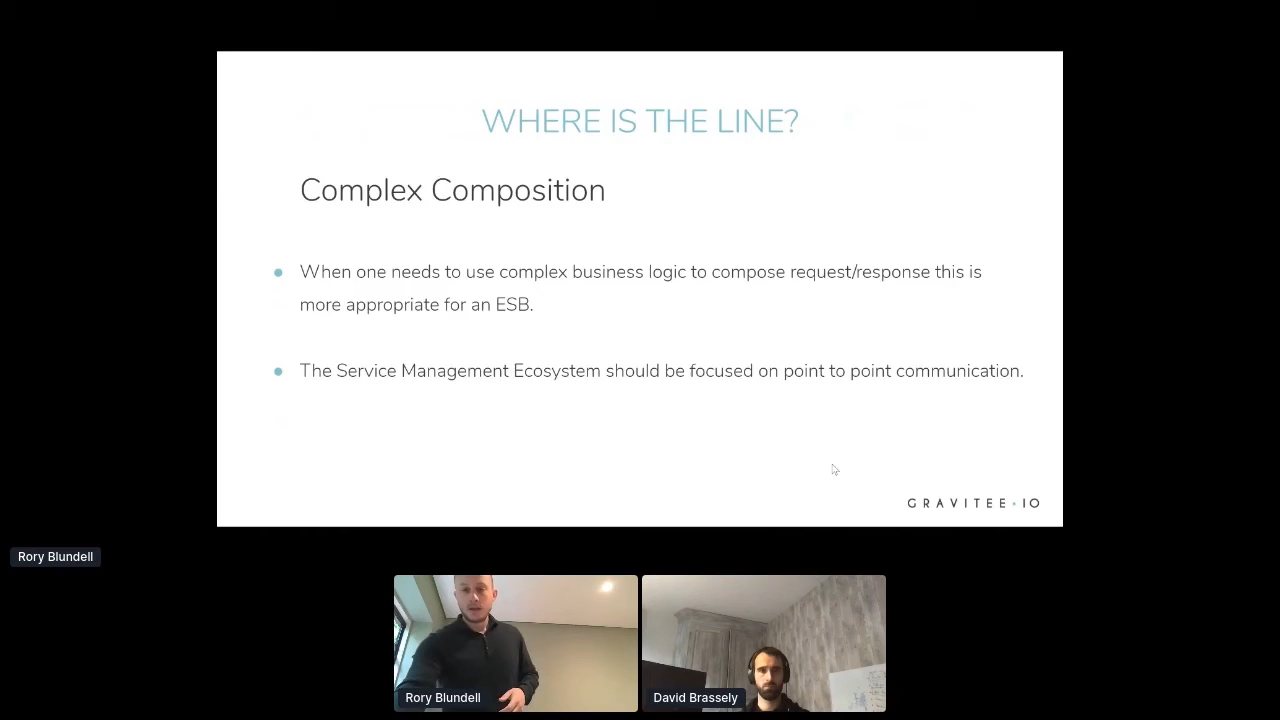 WHERE IS THE LINE?
Complex Composition
When one needs to use complex business logic to compose request/response this is
more appropriate for an ESB.
The Service Management Ecosystem should be focused on point to point communication.
GRAVITEE.IO
Rory Blundell
Rory Blundell
David Brassely